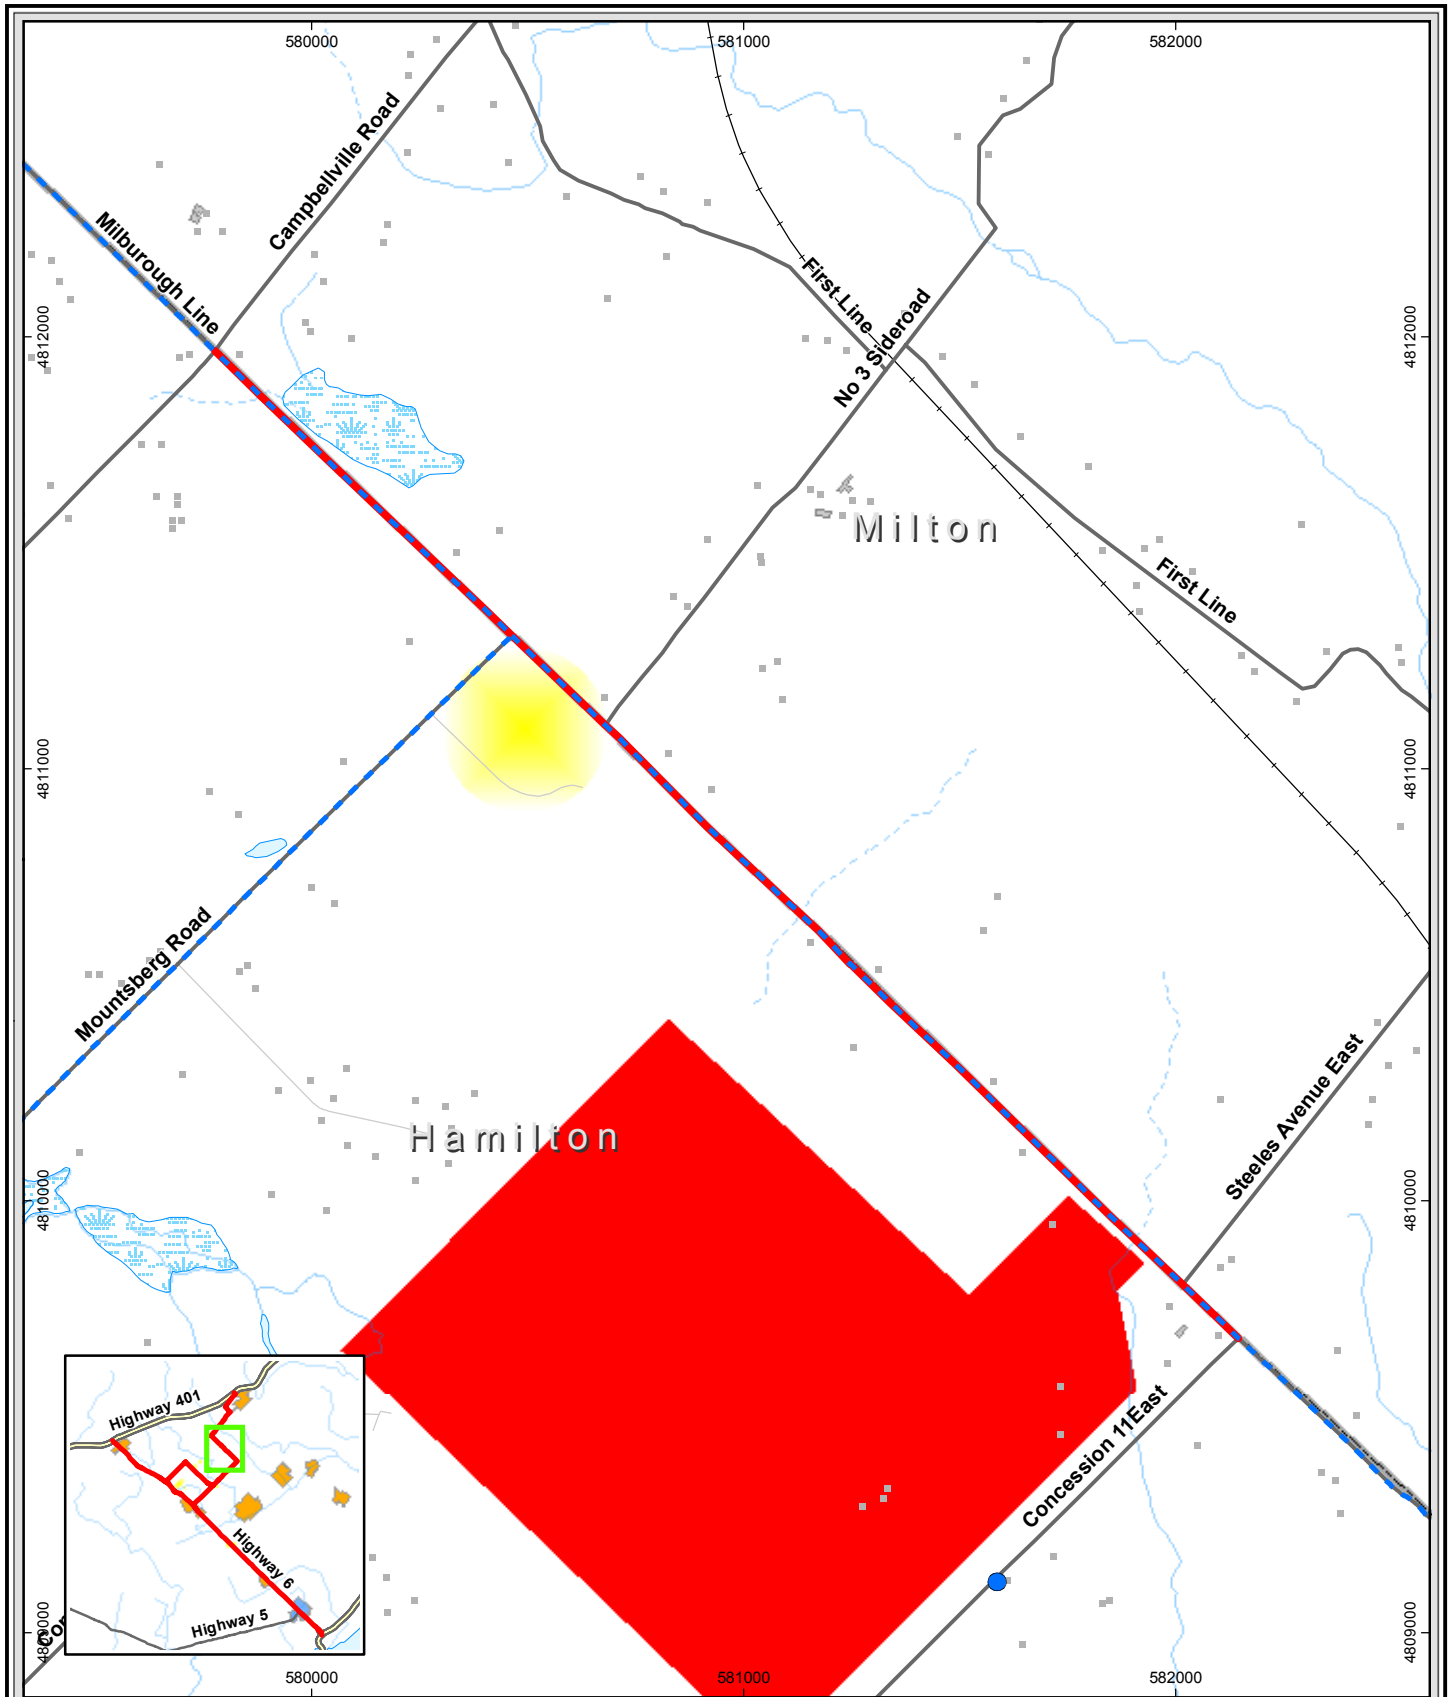 580000
581000
582000
Campbellville Road
Milburough Line
First Line
No 3 Sideroad
4812000
4812000
Milton
First Line
4811000
4811000
Mountsberg Road
Steeles Avenue East
Hamilton
4810000
4810000
Highway 401
Concession 11East
Highway 6
Highway 5
4809000
4809000
580000
581000
582000